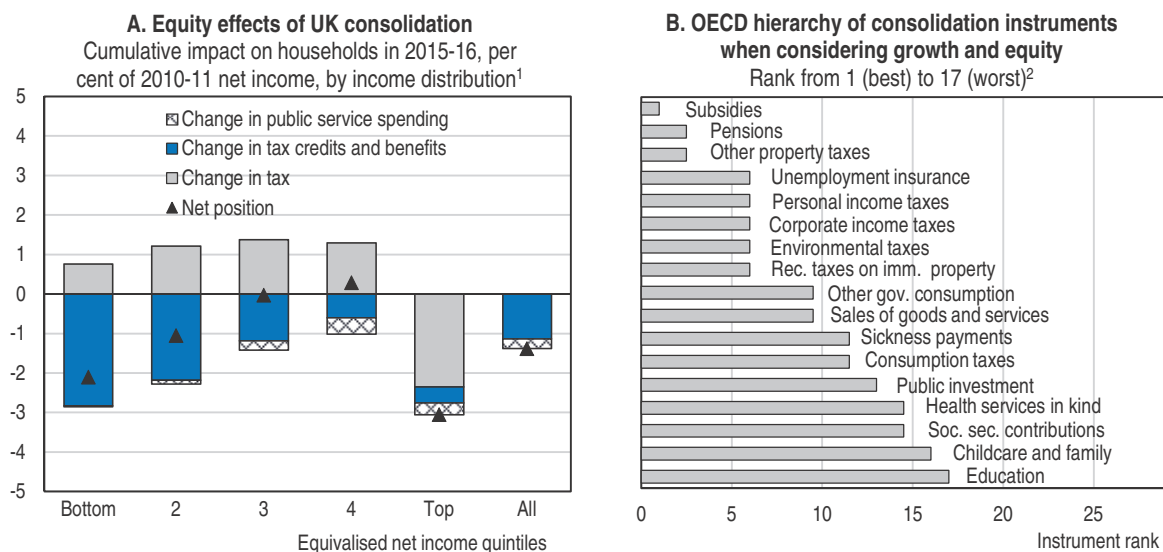 A. Equity effects of UK consolidation
Cumulative impact on households in 2015-16, per
cent of 2010-11 net income, by income distribution1
5
4
3
2
1
0
-1
-2
-3
-4
-5
Change in public service spending
Change in tax credits and benefits
Change in tax
Net position
Bottom
2
3
4
Top
All
Equivalised net income quintiles
B. OECD hierarchy of consolidation instruments
when considering growth and equity
Rank from 1 (best) to 17 (worst)2
Subsidies
Pensions
Other property taxes
Unemployment insurance
Personal income taxes
Corporate income taxes
Environmental taxes
Rec. taxes on imm. property
Other gov. consumption
Sales of goods and services
Sickness payments
Consumption taxes
Public investment
Health services in kind
Soc. sec. contributions
Childcare and family
Education
0
5
10
15
20
25
Instrument rank